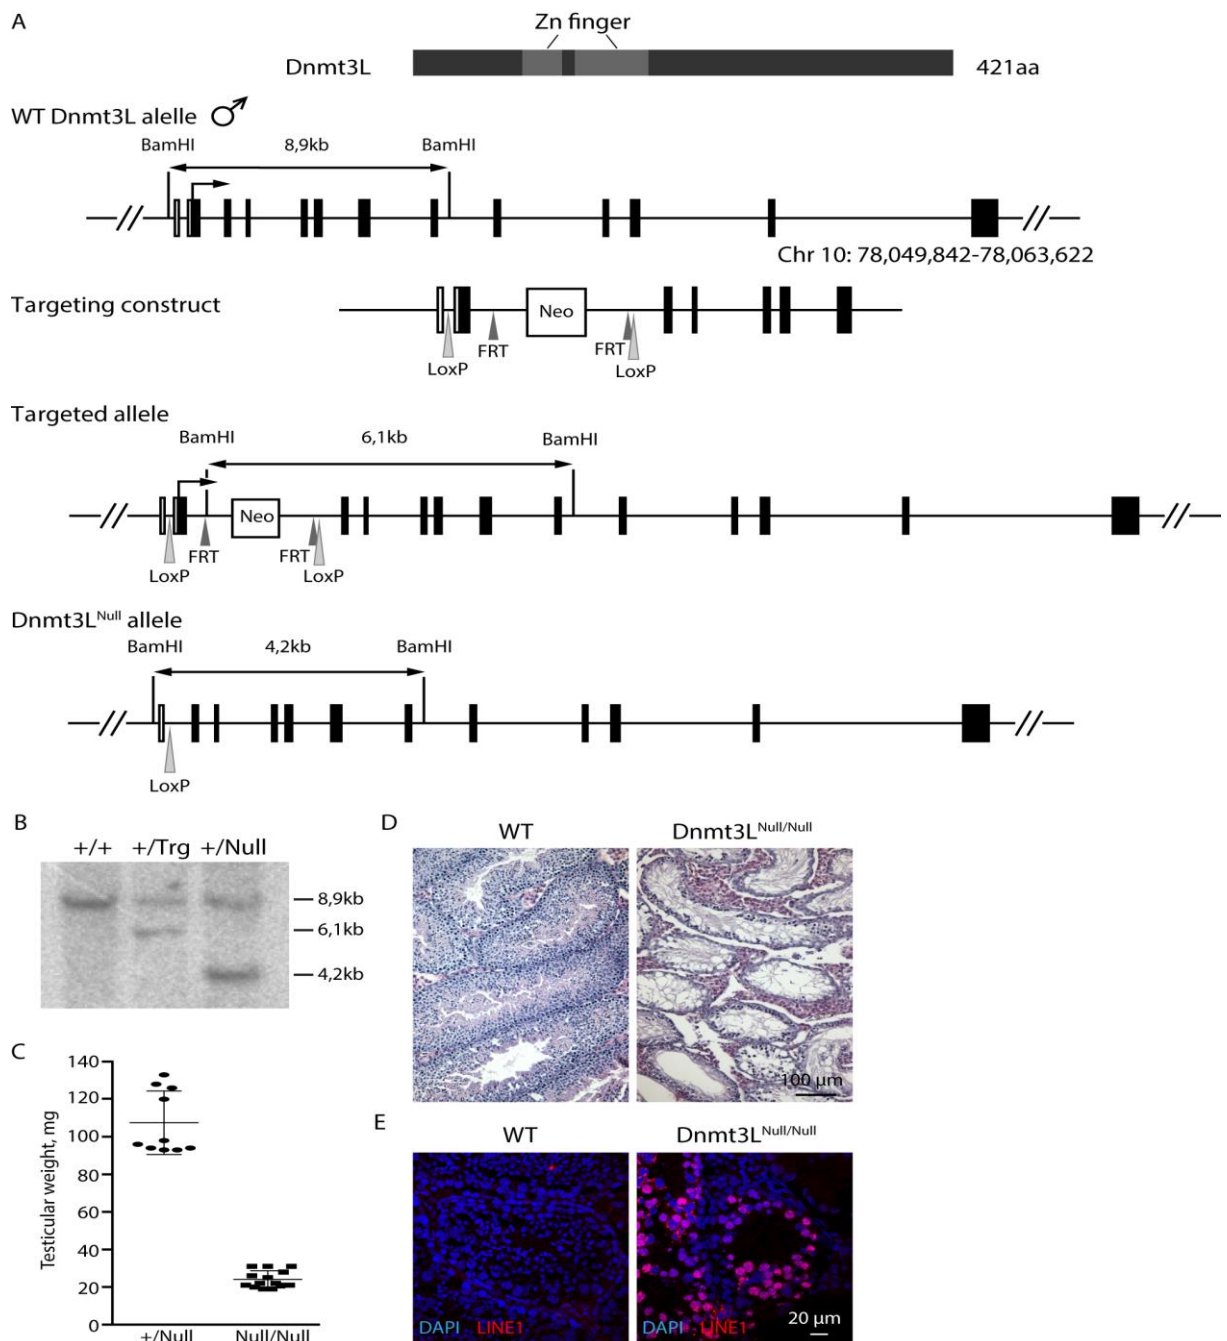 A
Zn finger
Dnmt3L 421aa
WT Dnmt3L alelle ♂
BamHI 8,9kb BamHI
Chr 10: 78,049,842-78,063,622
Targeting construct
Neo
FRT FRT
LoxP LoxP
Targeted allele
BamHI 6,1kb BamHI
Neo
FRT FRT
LoxP LoxP
Dnmt3L^Null allele
BamHI 4,2kb BamHI
LoxP
B
+/+ +/Trg +/Null
8,9kb
6,1kb
4,2kb
C
Testicular weight, mg
140
120
100
80
60
40
20
0
+/Null Null/Null
D
WT Dnmt3L^Null/Null
100 µm
E
WT Dnmt3L^Null/Null
DAPI LINE1 DAPI LINE1
20 µm